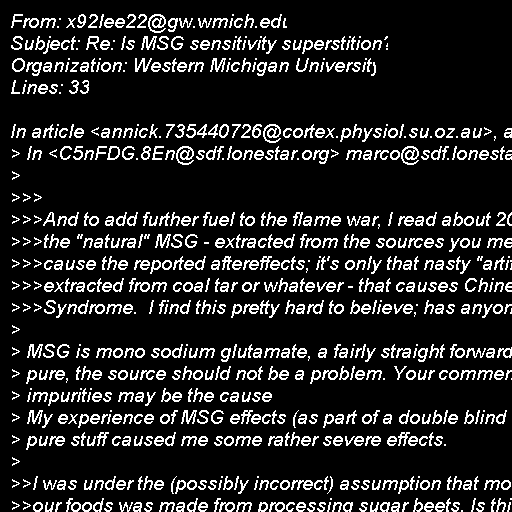 From: x92lee22@gw.wmich.edu
Subject: Re: Is MSG sensitivity superstition?
Organization: Western Michigan University
Lines: 33

In article <annick.735440726@cortex.physiol.su.oz.au>, a
> In <C5nFDG.8En@sdf.lonestar.org> marco@sdf.lonesta
>
>>>
>>>And to add further fuel to the flame war, I read about 20
>>>the "natural" MSG - extracted from the sources you me
>>>cause the reported aftereffects; it's only that nasty "artif
>>>extracted from coal tar or whatever - that causes Chine
>>>Syndrome.  I find this pretty hard to believe; has anyon
>
> MSG is mono sodium glutamate, a fairly straight forward
> pure, the source should not be a problem. Your commen
> impurities may be the cause
> My experience of MSG effects (as part of a double blind
> pure stuff caused me some rather severe effects.
>
>>I was under the (possibly incorrect) assumption that mo
>>our foods was made from processing sugar beets. Is thi